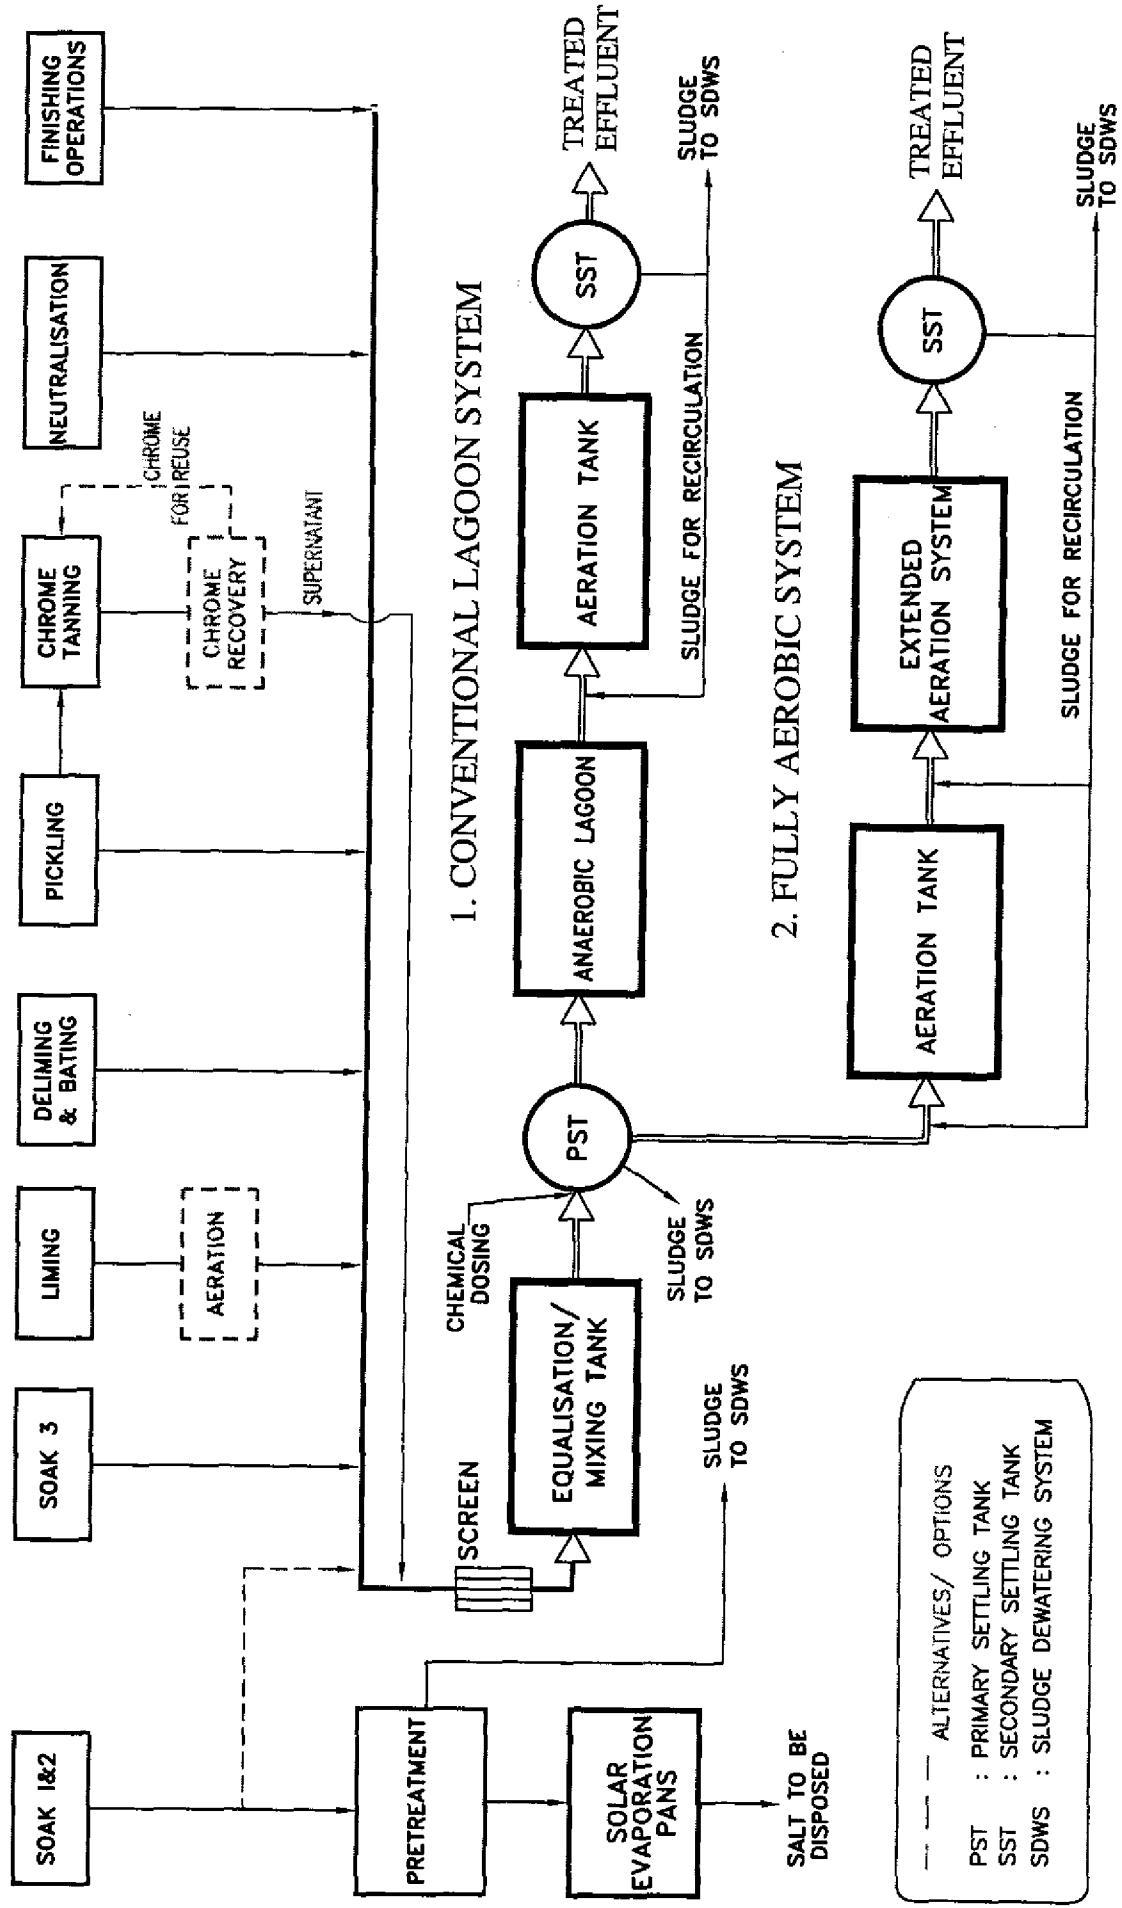 SOAK 1&2
SOAK 3
LIMING
DELIMING
& BATING
PICKLING
CHROME
TANNING
NEUTRALISATION
FINISHING
OPERATIONS
AERATION
CHROME
RECOVERY
CHROME
FOR REUSE
SUPERNATANT
PRETREATMENT
SOLAR
EVAPORATION
PANS
SALT TO BE
DISPOSED
SLUDGE
TO SDWS
SCREEN
EQUALISATION/
MIXING TANK
CHEMICAL
DOSING
PST
SLUDGE
TO SDWS
1. CONVENTIONAL LAGOON SYSTEM
ANAEROBIC LAGOON
AERATION TANK
SST
TREATED
EFFLUENT
SLUDGE FOR RECIRCULATION
SLUDGE
TO SDWS
2. FULLY AEROBIC SYSTEM
AERATION TANK
EXTENDED
AERATION SYSTEM
SST
TREATED
EFFLUENT
SLUDGE FOR RECIRCULATION
SLUDGE
TO SDWS
ALTERNATIVES/ OPTIONS
PST : PRIMARY SETTLING TANK
SST : SECONDARY SETTLING TANK
SDWS : SLUDGE DEWATERING SYSTEM